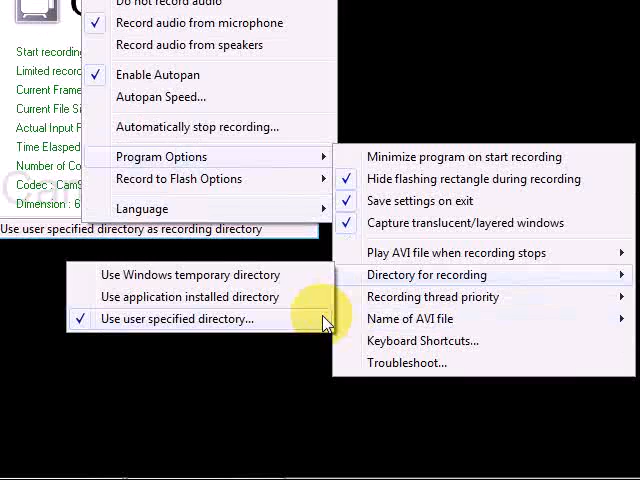 Do not record audio
Record audio from microphone
Record audio from speakers
Enable Autopan
Autopan Speed...
Automatically stop recording...
Program Options
Record to Flash Options
Language
Start recording
Limited recor
Current Frame
Current File Si
Actual Input F
Time Elasped
Number of Co
Codec : CamS
Dimension : 6
Use user specified directory as recording directory
Minimize program on start recording
Hide flashing rectangle during recording
Save settings on exit
Capture translucent/layered windows
Play AVI file when recording stops
Directory for recording
Recording thread priority
Name of AVI file
Keyboard Shortcuts...
Troubleshoot...
Use Windows temporary directory
Use application installed directory
Use user specified directory...